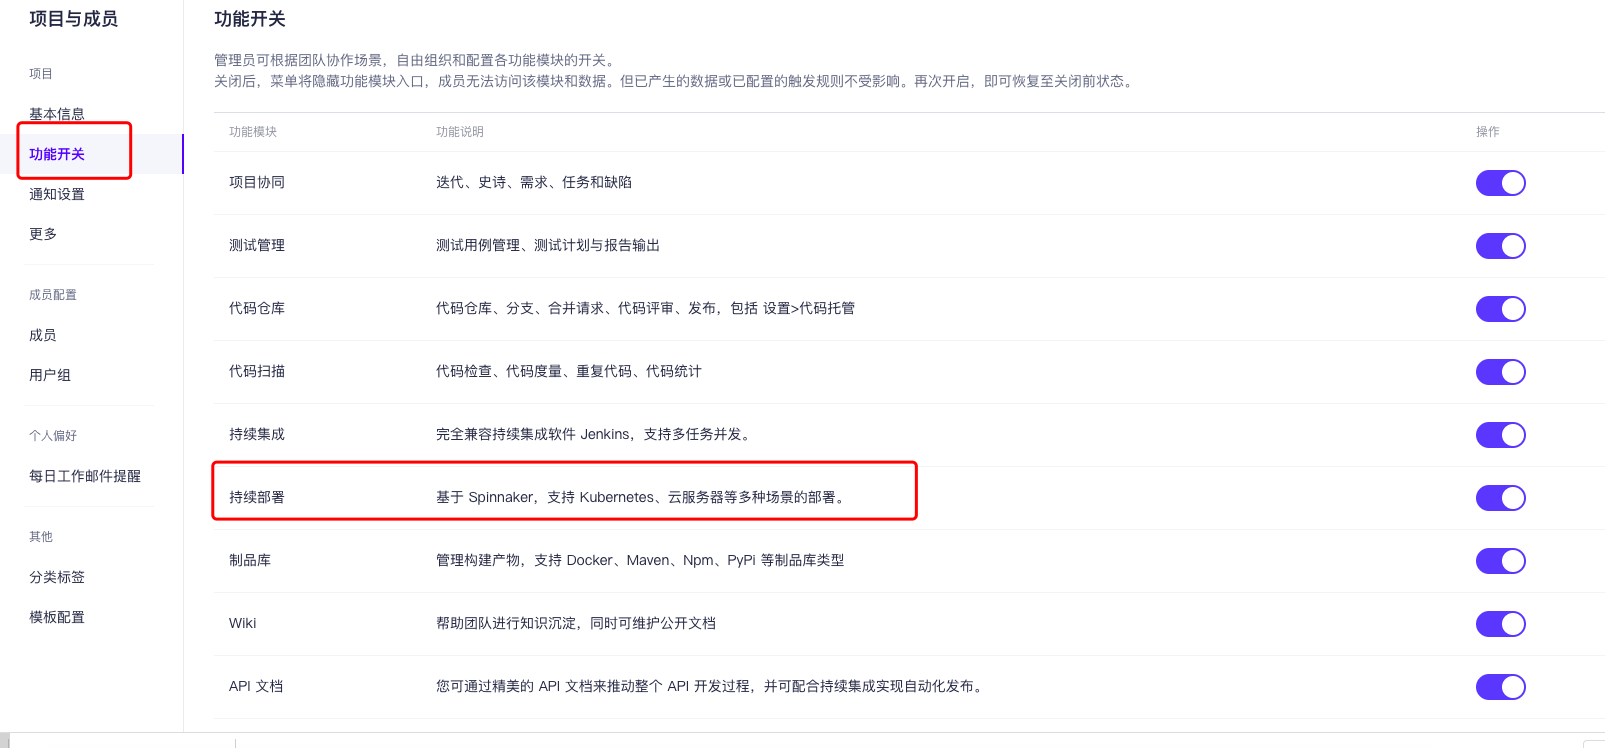 项目与成员
项目
基本信息
功能开关
通知设置
更多
成员配置
成员
用户组
个人偏好
每日工作邮件提醒
其他
分类标签
模板配置
功能开关
管理员可根据团队协作场景，自由组织和配置各功能模块的开关。
关闭后，菜单将隐藏功能模块入口，成员无法访问该模块和数据。但已产生的数据或已配置的触发规则不受影响。再次开启，即可恢复至关闭前状态。
功能模块 功能说明 操作
项目协同 迭代、史诗、需求、任务和缺陷
测试管理 测试用例管理、测试计划与报告输出
代码仓库 代码仓库、分支、合并请求、代码评审、发布，包括 设置>代码托管
代码扫描 代码检查、代码度量、重复代码、代码统计
持续集成 完全兼容持续集成软件 Jenkins，支持多任务并发。
持续部署 基于 Spinnaker，支持 Kubernetes、云服务器等多种场景的部署。
制品库 管理构建产物，支持 Docker、Maven、Npm、PyPi 等制品库类型
Wiki 帮助团队进行知识沉淀，同时可维护公开文档
API 文档 您可通过精美的 API 文档来推动整个 API 开发过程，并可配合持续集成实现自动化发布。